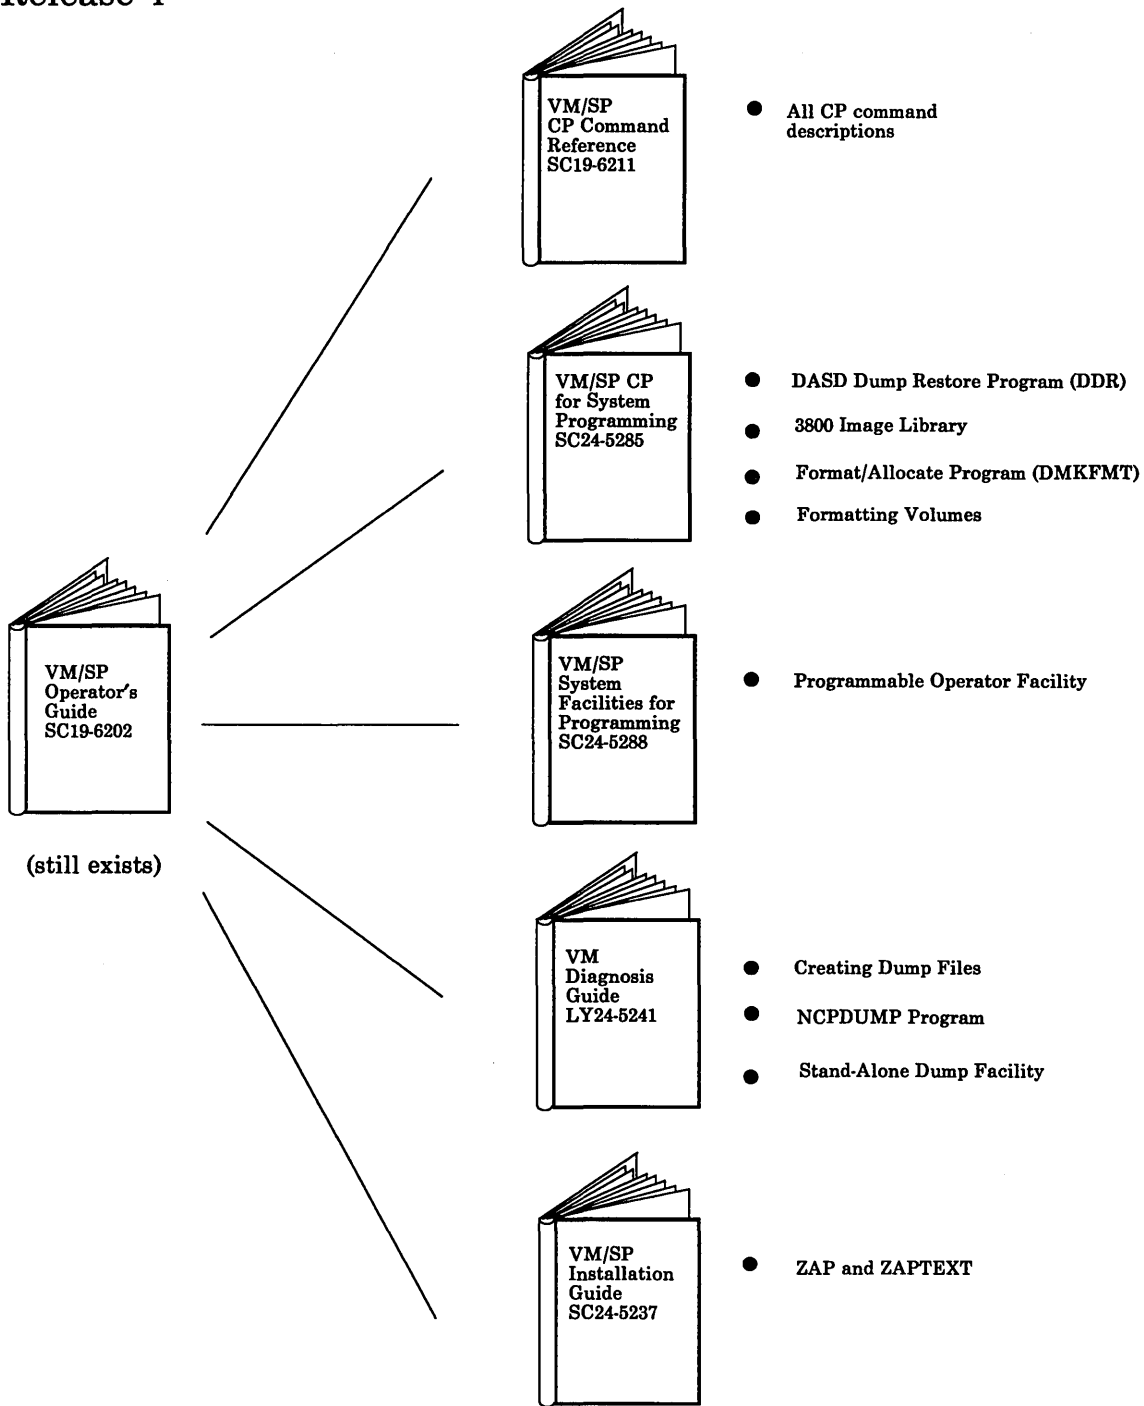 VM/SP
CP Command
Reference
SC19-6211
● All CP command
descriptions
VM/SP CP
for System
Programming
SC24-5285
● DASD Dump Restore Program (DDR)
● 3800 Image Library
● Format/Allocate Program (DMKFMT)
● Formatting Volumes
VM/SP
Operator's
Guide
SC19-6202
(still exists)
VM/SP
System
Facilities for
Programming
SC24-5288
● Programmable Operator Facility
VM
Diagnosis
Guide
LY24-5241
● Creating Dump Files
● NCPDUMP Program
● Stand-Alone Dump Facility
VM/SP
Installation
Guide
SC24-5237
● ZAP and ZAPTEXT